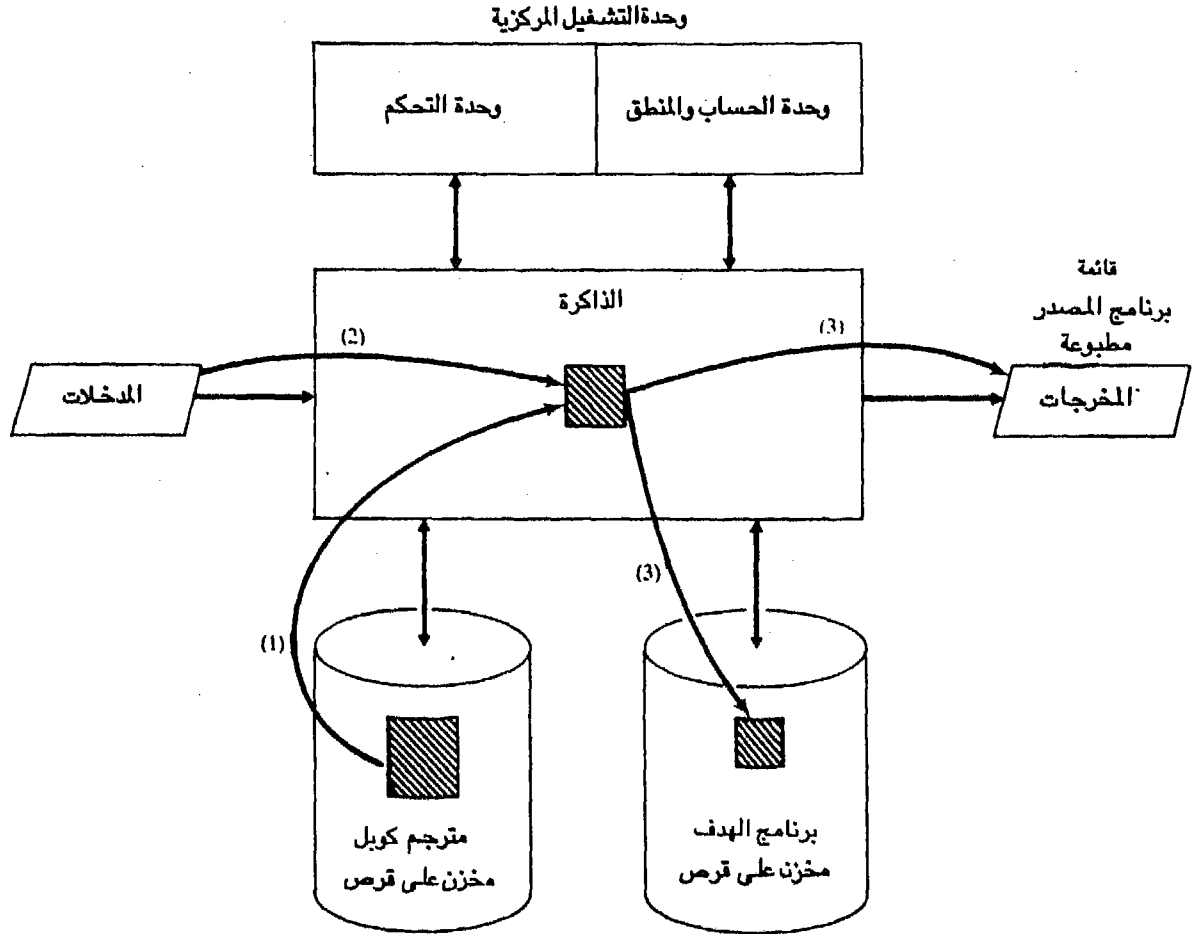 وحدة التشغيل المركزية
وحدة الحساب والمنطق
وحدة التحكم
الذاكرة
قائمة
برنامج المصدر
مطبوعة
المخرجات
(3)
(2)
المدخلات
(3)
(1)
برنامج الهدف
مخزن على قرص
مترجم كوبل
مخزن على قرص